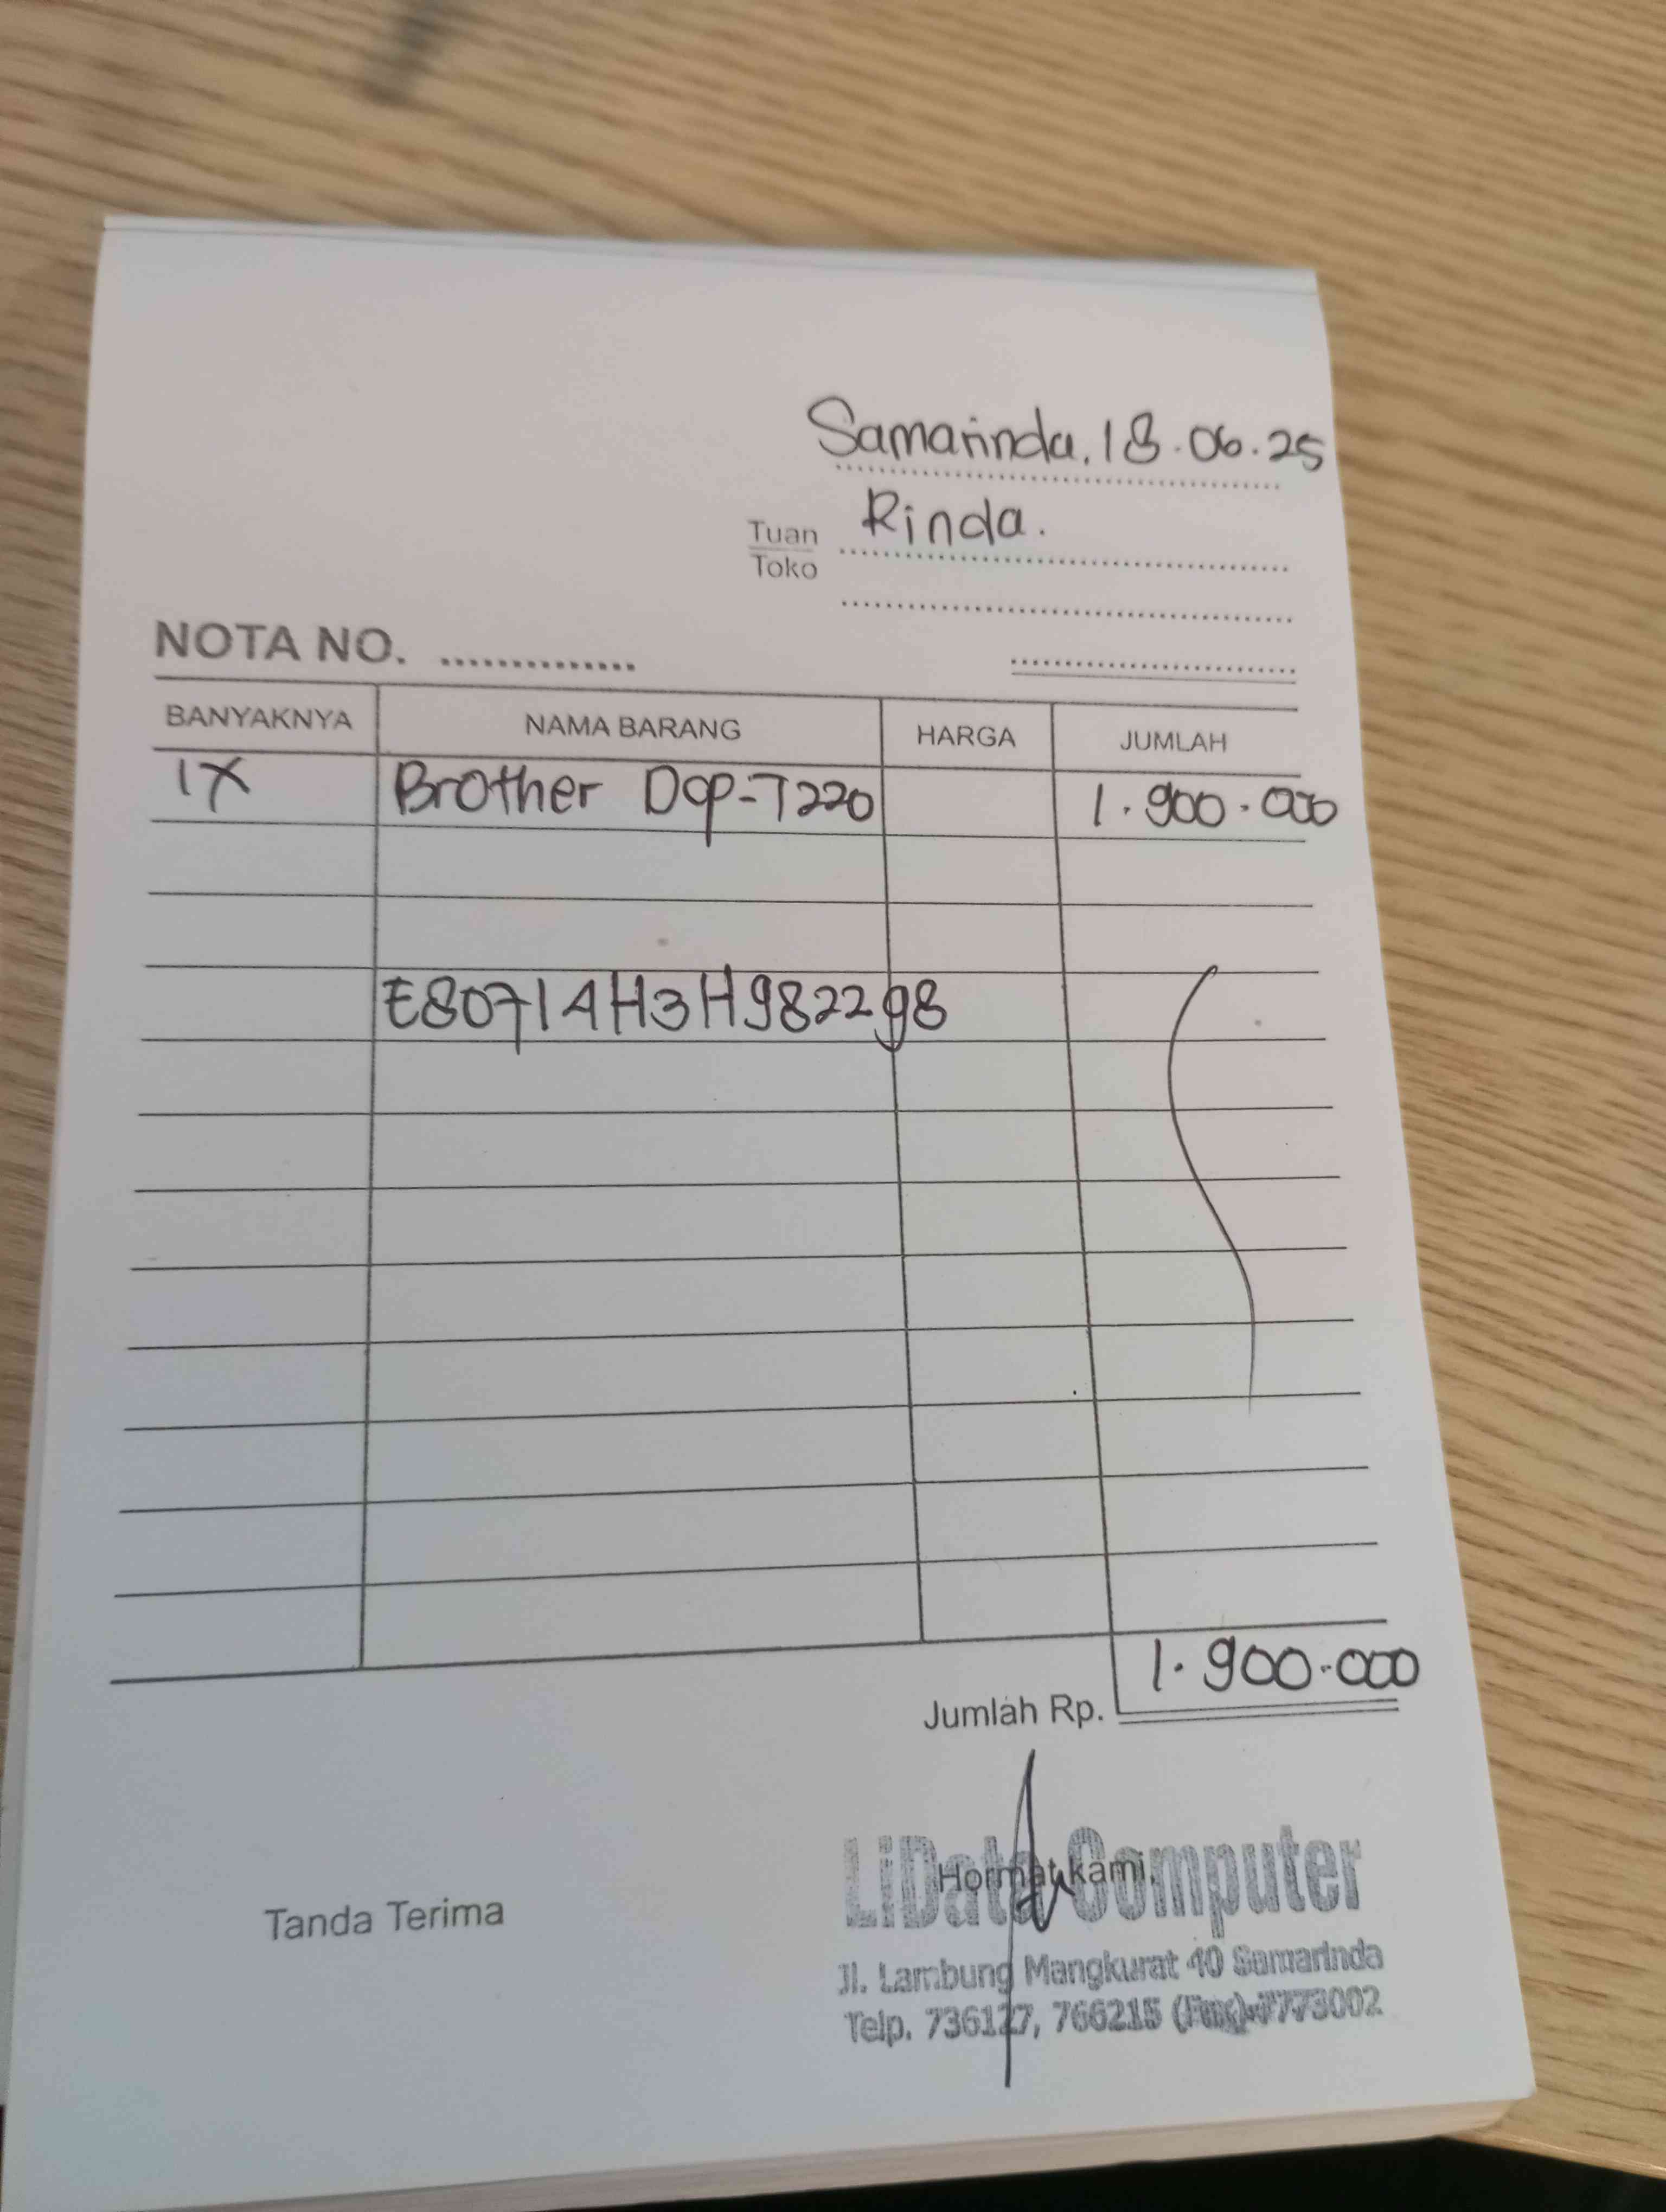 Samarinda, 18.06.25
Tuan Rinda.
Toko
NOTA NO. ..............
BANYAKNYA NAMA BARANG HARGA JUMLAH
1X Brother Dcp-T220 1.900.000
E80714H3H982298
Jumlah Rp. 1.900.000
Tanda Terima Hormat kami,
LiData Computer
Jl. Lambung Mangkurat 40 Samarinda
Telp. 736127, 766215